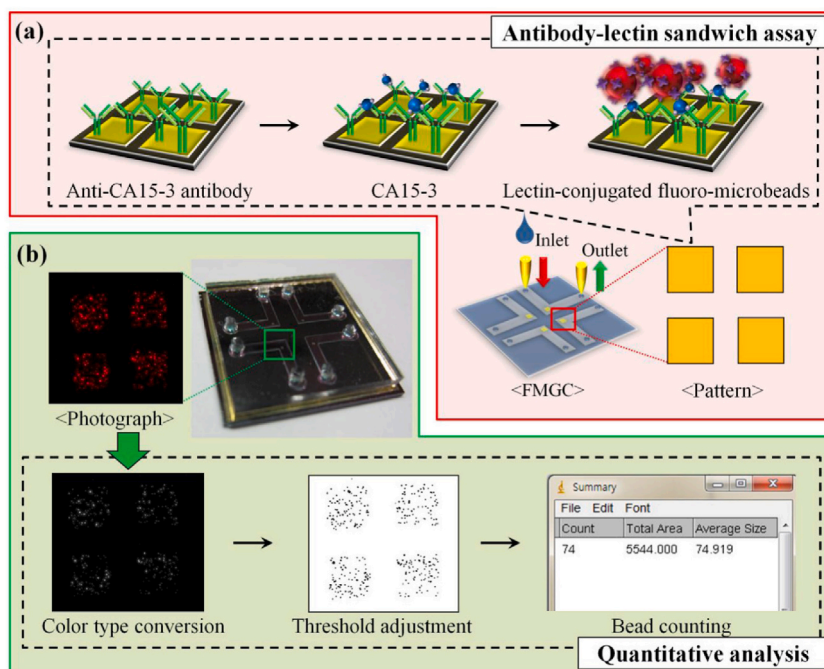 (a)
Antibody-lectin sandwich assay
Anti-CA15-3 antibody
CA15-3
Lectin-conjugated fluoro-microbeads
Inlet
Outlet
<FMGC>
<Pattern>
(b)
<Photograph>
Color type conversion
Threshold adjustment
Summary
File Edit Font
Count Total Area Average Size
74 5544.000 74.919
Bead counting
Quantitative analysis